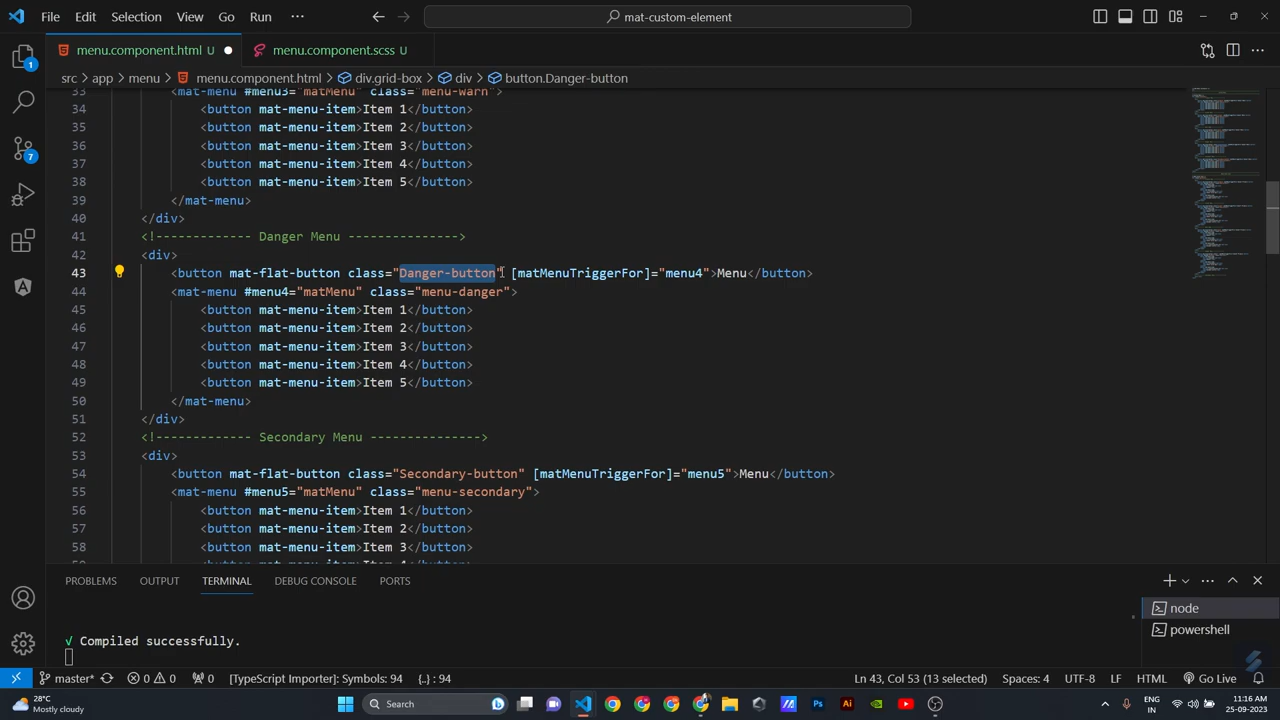 File Edit Selection View Go Run ··· mat-custom-element
menu.component.html U ● menu.component.scss U
src > app > menu > menu.component.html > div.grid-box > div > button.Danger-button
33 <mat-menu #menu3="matMenu" class="menu-warn">
34 <button mat-menu-item>Item 1</button>
35 <button mat-menu-item>Item 2</button>
36 <button mat-menu-item>Item 3</button>
37 <button mat-menu-item>Item 4</button>
38 <button mat-menu-item>Item 5</button>
39 </mat-menu>
40 </div>
41 <!------------- Danger Menu --------------->
42 <div>
43 <button mat-flat-button class="Danger-button" [matMenuTriggerFor]="menu4">Menu</button>
44 <mat-menu #menu4="matMenu" class="menu-danger">
45 <button mat-menu-item>Item 1</button>
46 <button mat-menu-item>Item 2</button>
47 <button mat-menu-item>Item 3</button>
48 <button mat-menu-item>Item 4</button>
49 <button mat-menu-item>Item 5</button>
50 </mat-menu>
51 </div>
52 <!------------- Secondary Menu --------------->
53 <div>
54 <button mat-flat-button class="Secondary-button" [matMenuTriggerFor]="menu5">Menu</button>
55 <mat-menu #menu5="matMenu" class="menu-secondary">
56 <button mat-menu-item>Item 1</button>
57 <button mat-menu-item>Item 2</button>
58 <button mat-menu-item>Item 3</button>
59 <button mat-menu-item>Item 4</button>
1
7
PROBLEMS OUTPUT TERMINAL DEBUG CONSOLE PORTS
node
powershell
√ Compiled successfully.
master* 0 0 0 [TypeScript Importer]: Symbols: 94 {..} : 94 Ln 43, Col 53 (13 selected) Spaces: 4 UTF-8 LF HTML Go Live
28°C
Mostly cloudy
Search
ENG
IN
11:16 AM
25-09-2023